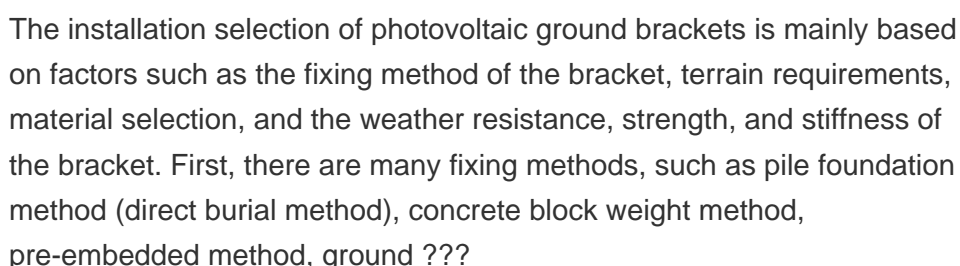 The installation selection of photovoltaic ground brackets is mainly based
on factors such as the fixing method of the bracket, terrain requirements,
material selection, and the weather resistance, strength, and stiffness of
the bracket. First, there are many fixing methods, such as pile foundation
method (direct burial method), concrete block weight method,
pre-embedded method, ground ???